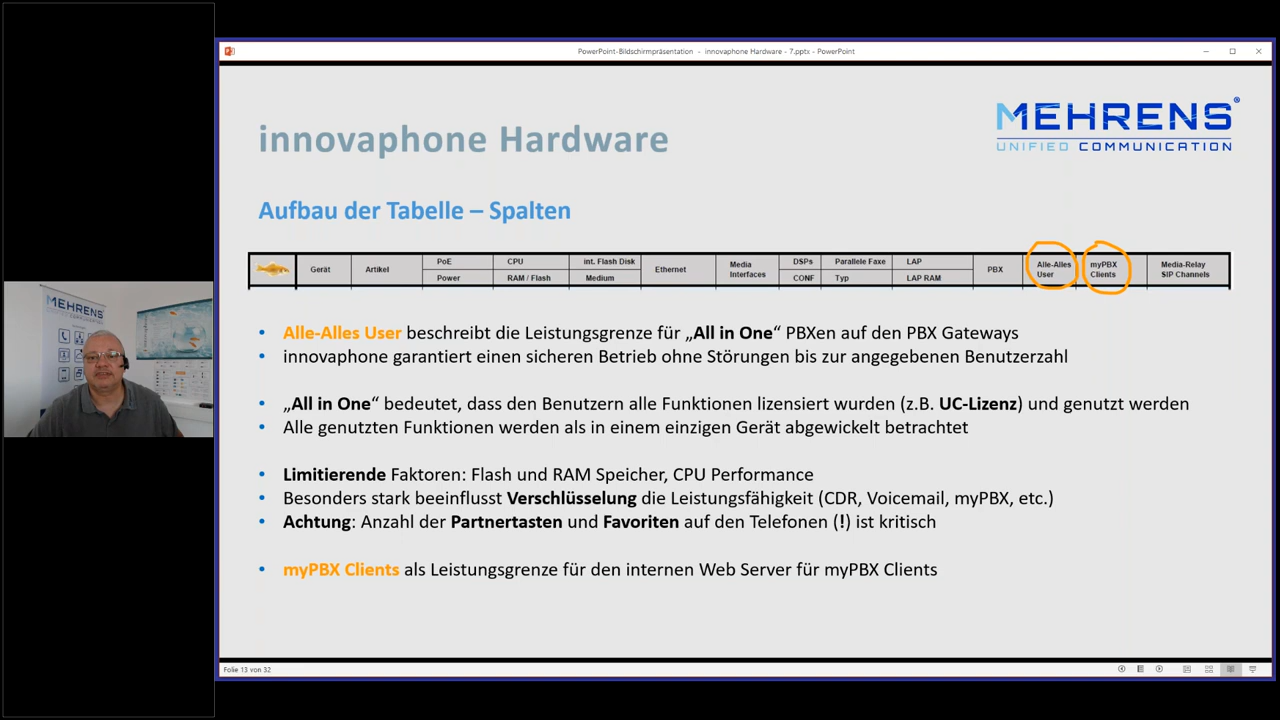 PowerPoint-Bildschirmpräsentation - innovaphone Hardware - 7.pptx - PowerPoint
innovaphone Hardware
MEHRENS®
UNIFIED COMMUNICATION
Aufbau der Tabelle – Spalten
Gerät
Artikel
PoE
Power
CPU
RAM / Flash
int. Flash Disk
Medium
Ethernet
Media
Interfaces
DSPs
CONF
Parallele Faxe
Typ
LAP
LAP RAM
PBX
Alle-Alles
User
myPBX
Clients
Media-Relay
SIP Channels
• Alle-Alles User beschreibt die Leistungsgrenze für „All in One“ PBXen auf den PBX Gateways
• innovaphone garantiert einen sicheren Betrieb ohne Störungen bis zur angegebenen Benutzerzahl
• „All in One“ bedeutet, dass den Benutzern alle Funktionen lizensiert wurden (z.B. UC-Lizenz) und genutzt werden
• Alle genutzten Funktionen werden als in einem einzigen Gerät abgewickelt betrachtet
• Limitierende Faktoren: Flash und RAM Speicher, CPU Performance
• Besonders stark beeinflusst Verschlüsselung die Leistungsfähigkeit (CDR, Voicemail, myPBX, etc.)
• Achtung: Anzahl der Partnertasten und Favoriten auf den Telefonen (!) ist kritisch
• myPBX Clients als Leistungsgrenze für den internen Web Server für myPBX Clients
Folie 13 von 32
MEHRENS